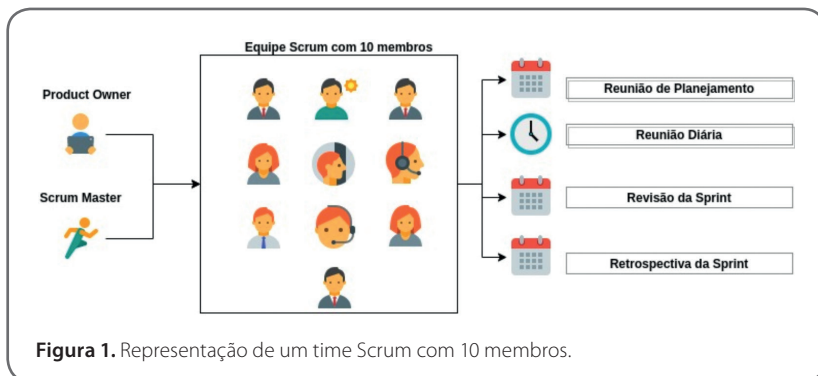 Equipe Scrum com 10 membros
Product Owner
Scrum Master
Reunião de Planejamento
Reunião Diária
Revisão da Sprint
Retrospectiva da Sprint
Figura 1. Representação de um time Scrum com 10 membros.